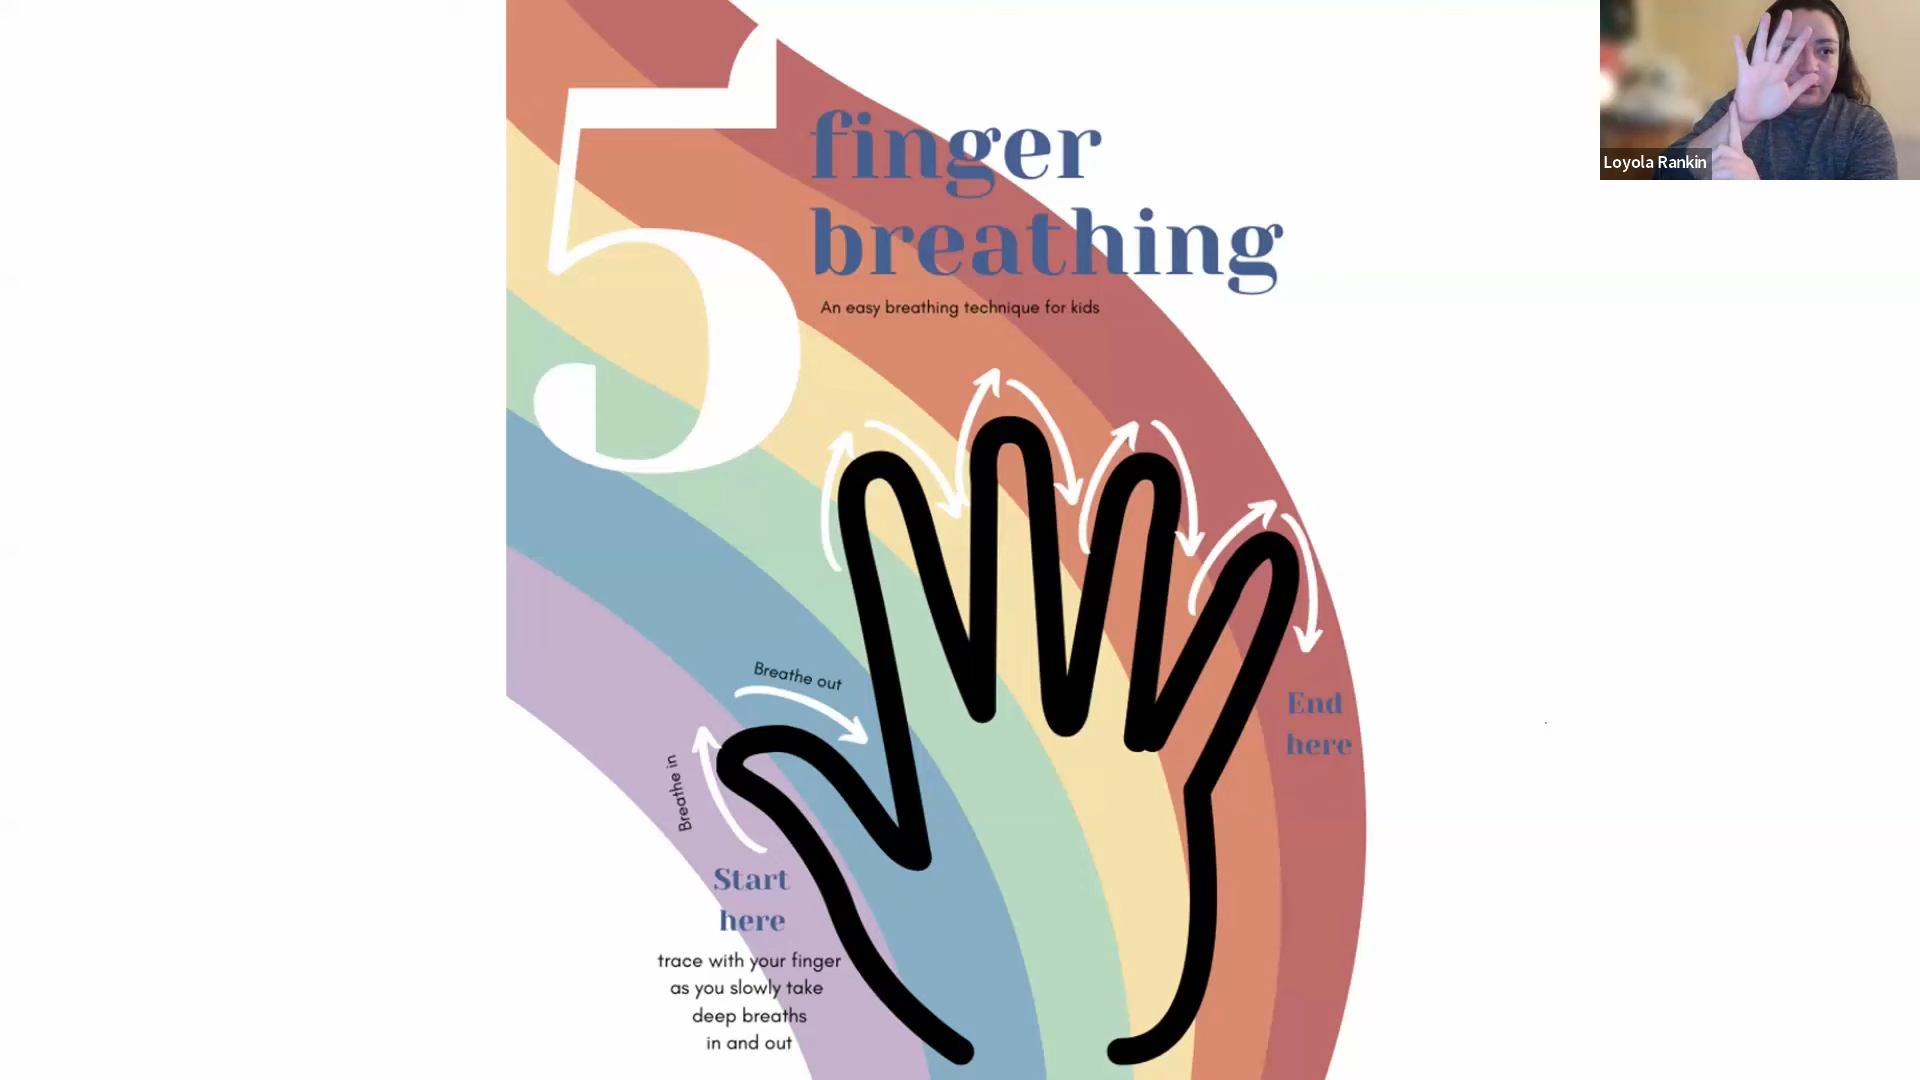 5
finger
breathing
An easy breathing technique for kids
Breathe out
Breathe in
Start
here
trace with your finger
as you slowly take
deep breaths
in and out
End
here
Loyola Rankin